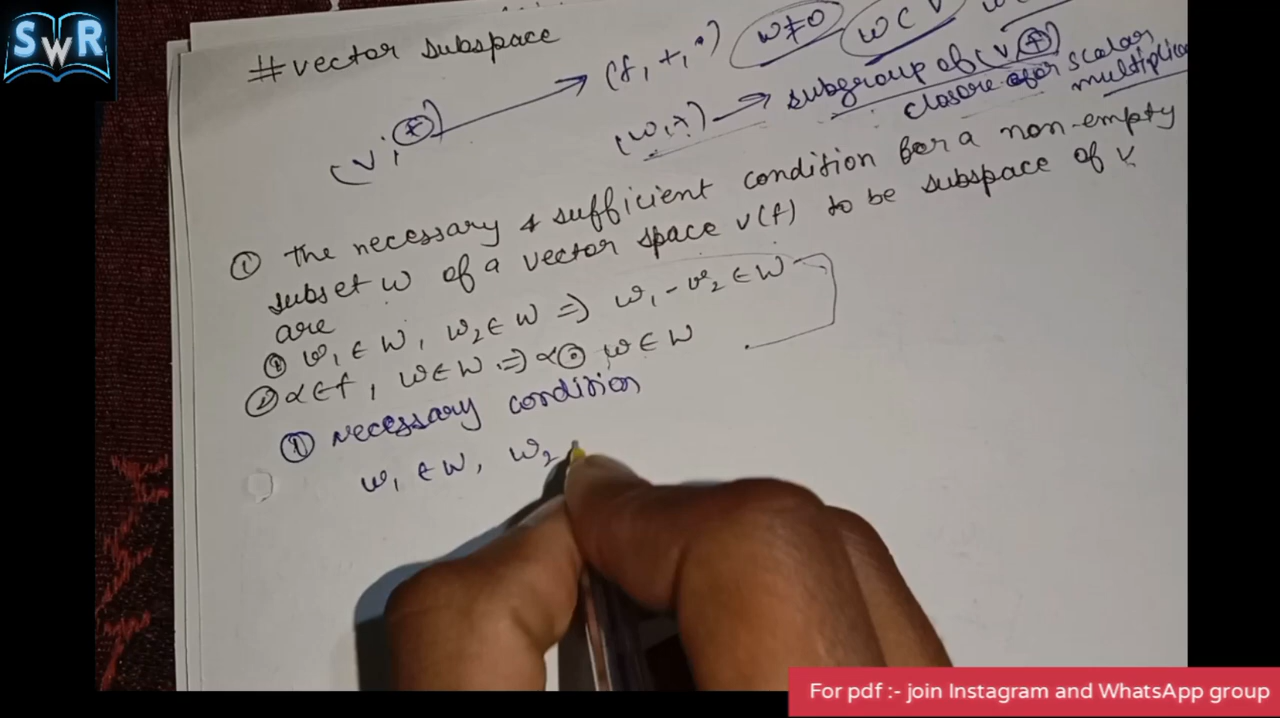 SWR
#vector subspace
(V, +) → (f, +, ·) W≠0 W⊂V
(W,+) → subgroup of (V,+)
closore for scalar
multiplica
① the necessary & sufficient condition for a non-empty
subset W of a vector space V(f) to be subspace of V
are
① w₁ ∈ W, w₂ ∈ W ⇒ w₁ - w₂ ∈ W
② α∈f, w∈W ⇒ α⊙ w ∈ W
① necessary condition
w₁ ∈ W, w₂
For pdf :- join Instagram and WhatsApp group